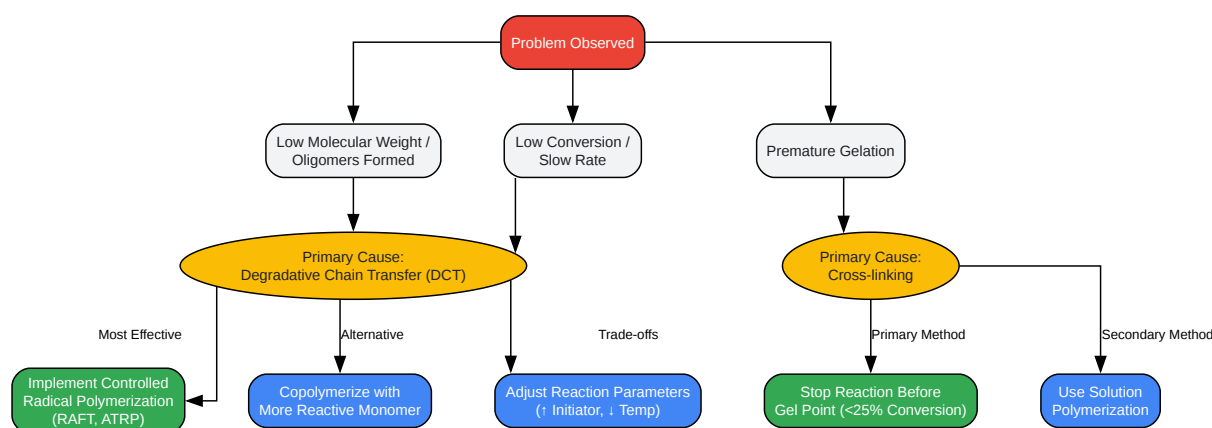 Problem Observed
Low Molecular Weight /
Oligomers Formed
Low Conversion /
Slow Rate
Premature Gelation
Primary Cause:
Degradative Chain Transfer (DCT)
Primary Cause:
Cross-linking
Most Effective
Alternative
Trade-offs
Primary Method
Secondary Method
Implement Controlled
Radical Polymerization
(RAFT, ATRP)
Copolymerize with
More Reactive Monomer
Adjust Reaction Parameters
(↑ Initiator, ↓ Temp)
Stop Reaction Before
Gel Point (<25% Conversion)
Use Solution
Polymerization